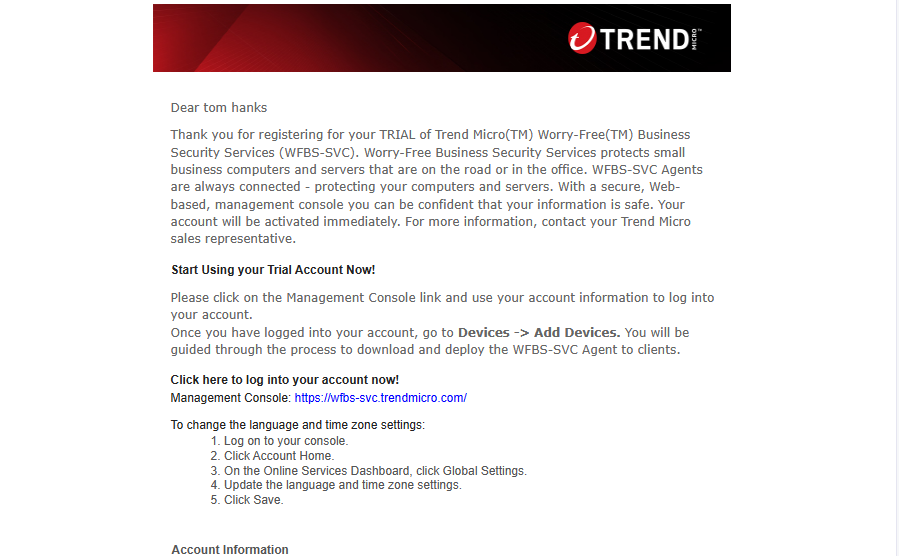 TREND MICRO™
Dear tom hanks
Thank you for registering for your TRIAL of Trend Micro(TM) Worry-Free(TM) Business
Security Services (WFBS-SVC). Worry-Free Business Security Services protects small
business computers and servers that are on the road or in the office. WFBS-SVC Agents
are always connected - protecting your computers and servers. With a secure, Web-
based, management console you can be confident that your information is safe. Your
account will be activated immediately. For more information, contact your Trend Micro
sales representative.
Start Using your Trial Account Now!
Please click on the Management Console link and use your account information to log into
your account.
Once you have logged into your account, go to Devices -> Add Devices. You will be
guided through the process to download and deploy the WFBS-SVC Agent to clients.
Click here to log into your account now!
Management Console: https://wfbs-svc.trendmicro.com/
To change the language and time zone settings:
1. Log on to your console.
2. Click Account Home.
3. On the Online Services Dashboard, click Global Settings.
4. Update the language and time zone settings.
5. Click Save.
Account Information